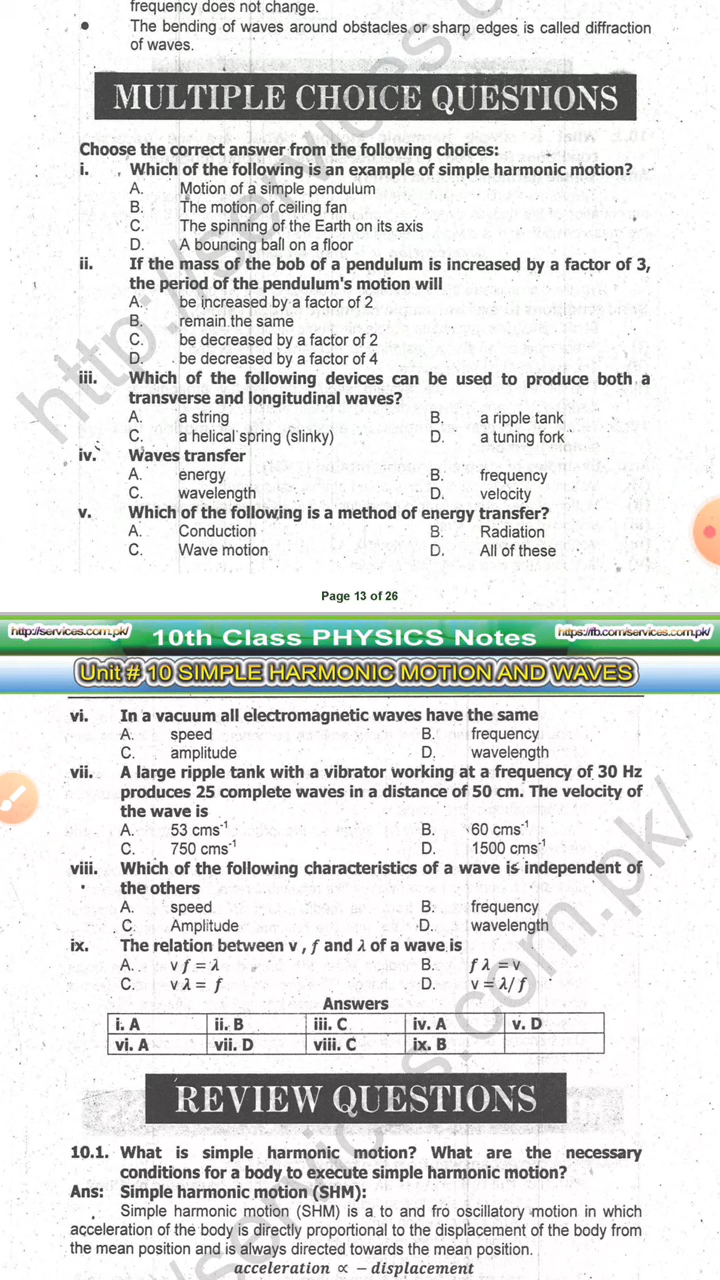 frequency does not change.
• The bending of waves around obstacles or sharp edges is called diffraction
of waves.
MULTIPLE CHOICE QUESTIONS
Choose the correct answer from the following choices:
i. Which of the following is an example of simple harmonic motion?
A. Motion of a simple pendulum
B. The motion of ceiling fan
C. The spinning of the Earth on its axis
D. A bouncing ball on a floor
ii. If the mass of the bob of a pendulum is increased by a factor of 3,
the period of the pendulum's motion will
A. be increased by a factor of 2
B. remain the same
C. be decreased by a factor of 2
D. be decreased by a factor of 4
iii. Which of the following devices can be used to produce both a
transverse and longitudinal waves?
A. a string B. a ripple tank
C. a helical spring (slinky) D. a tuning fork
iv. Waves transfer
A. energy B. frequency
C. wavelength D. velocity
v. Which of the following is a method of energy transfer?
A. Conduction B. Radiation
C. Wave motion D. All of these
Page 13 of 26
http://services.com.pk/ 10th Class PHYSICS Notes https://fb.com/services.com.pk/
Unit # 10 SIMPLE HARMONIC MOTION AND WAVES
vi. In a vacuum all electromagnetic waves have the same
A. speed B. frequency
C. amplitude D. wavelength
vii. A large ripple tank with a vibrator working at a frequency of 30 Hz
produces 25 complete waves in a distance of 50 cm. The velocity of
the wave is
A. 53 cms⁻¹ B. 60 cms⁻¹
C. 750 cms⁻¹ D. 1500 cms⁻¹
viii. Which of the following characteristics of a wave is independent of
the others
A. speed B. frequency
C. Amplitude D. wavelength
ix. The relation between v , f and λ of a wave is
A. v f = λ B. f λ = v
C. v λ = f D. v = λ/f
Answers
i. A ii. B iii. C iv. A v. D
vi. A vii. D viii. C ix. B
REVIEW QUESTIONS
10.1. What is simple harmonic motion? What are the necessary
conditions for a body to execute simple harmonic motion?
Ans: Simple harmonic motion (SHM):
Simple harmonic motion (SHM) is a to and fro oscillatory motion in which
acceleration of the body is directly proportional to the displacement of the body from
the mean position and is always directed towards the mean position.
acceleration ∝ − displacement
http://services.com.pk/